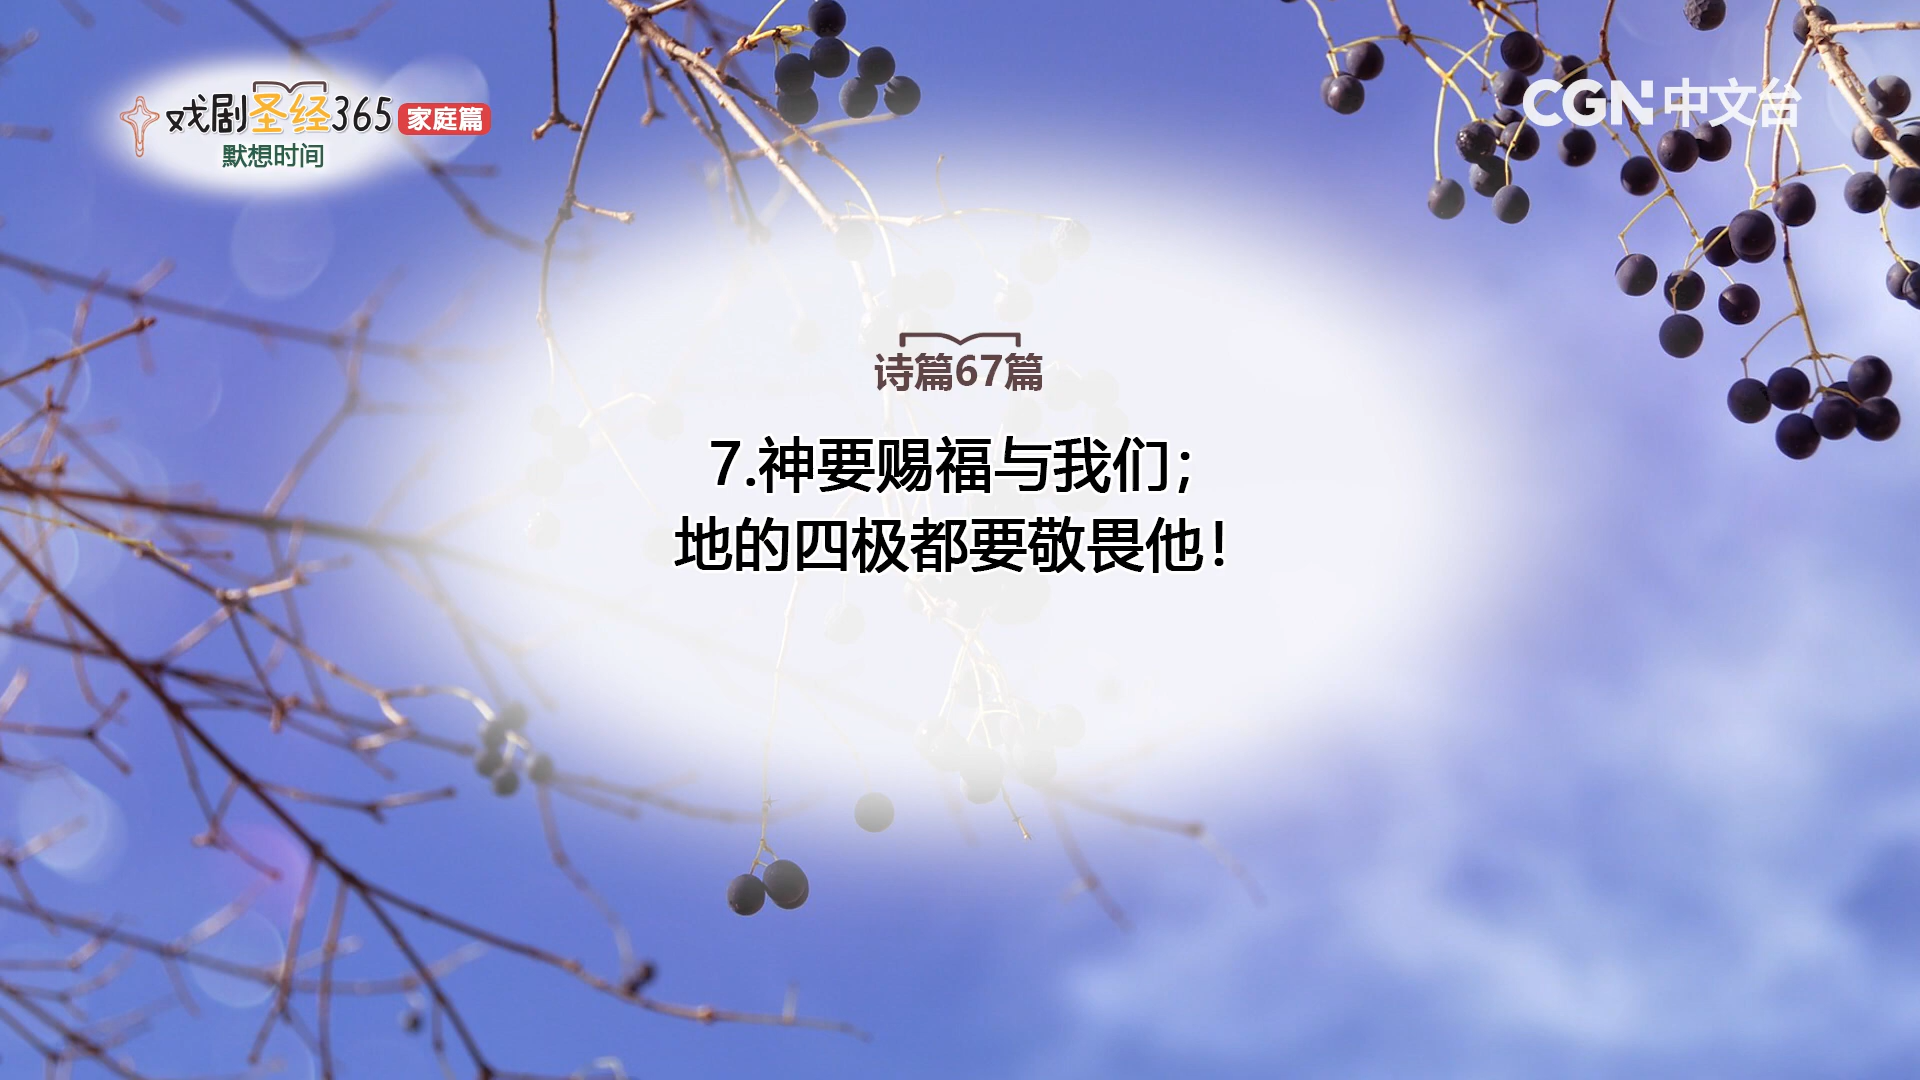 戏剧圣经365 家庭篇
默想时间
CGN 中文台
诗篇67篇
7.神要赐福与我们；
地的四极都要敬畏他！